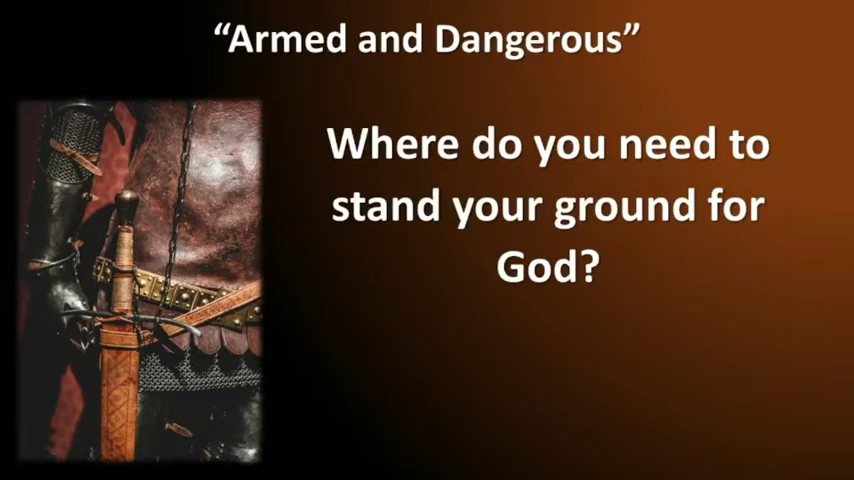 “Armed and Dangerous”
Where do you need to
stand your ground for
God?